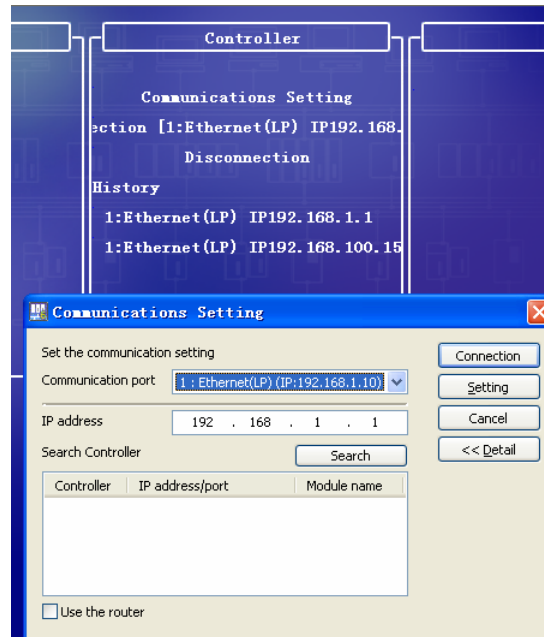 Controller
Communications Setting
ection [1:Ethernet(LP) IP192.168.
Disconnection
History
1:Ethernet(LP) IP192.168.1.1
1:Ethernet(LP) IP192.168.100.15
Communications Setting
Set the communication setting
Connection
Communication port 1 : Ethernet(LP) (IP:192.168.1.10)
Setting
IP address 192 . 168 . 1 . 1
Cancel
Search Controller Search
<< Detail
Controller IP address/port Module name
Use the router